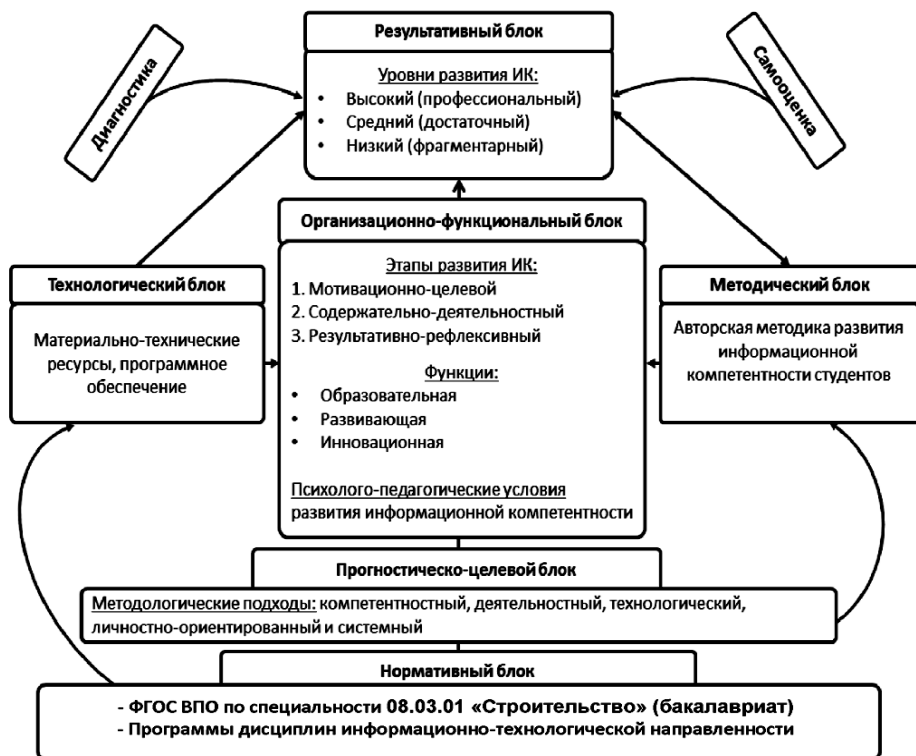 Результативный блок
Уровни развития ИК:
• Высокий (профессиональный)
• Средний (достаточный)
• Низкий (фрагментарный)
Диагностика
Самооценка
Организационно-функциональный блок
Этапы развития ИК:
1. Мотивационно-целевой
2. Содержательно-деятельностный
3. Результативно-рефлексивный
Функции:
• Образовательная
• Развивающая
• Инновационная
Психолого-педагогические условия
развития информационной компетентности
Технологический блок
Материально-технические
ресурсы, программное
обеспечение
Методический блок
Авторская методика развития
информационной
компетентности студентов
Прогностическо-целевой блок
Методологические подходы: компетентностный, деятельностный, технологический,
личностно-ориентированный и системный
Нормативный блок
- ФГОС ВПО по специальности 08.03.01 «Строительство» (бакалавриат)
- Программы дисциплин информационно-технологической направленности